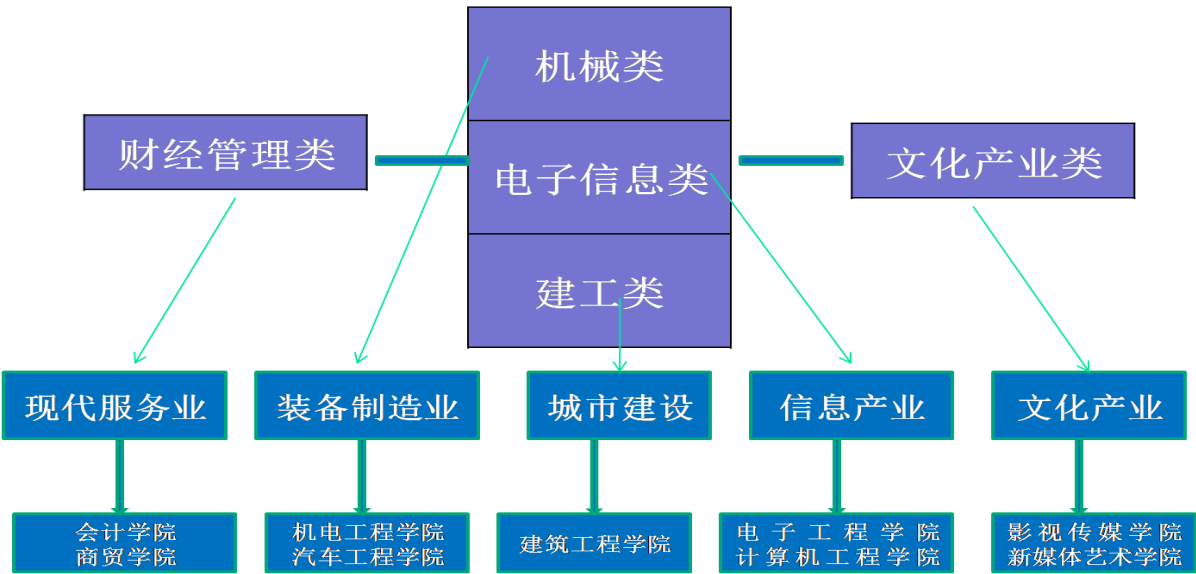 机械类
财经管理类
电子信息类
文化产业类
建工类
现代服务业
装备制造业
城市建设
信息产业
文化产业
会计学院
商贸学院
机电工程学院
汽车工程学院
建筑工程学院
电子工程学院
计算机工程学院
影视传媒学院
新媒体艺术学院